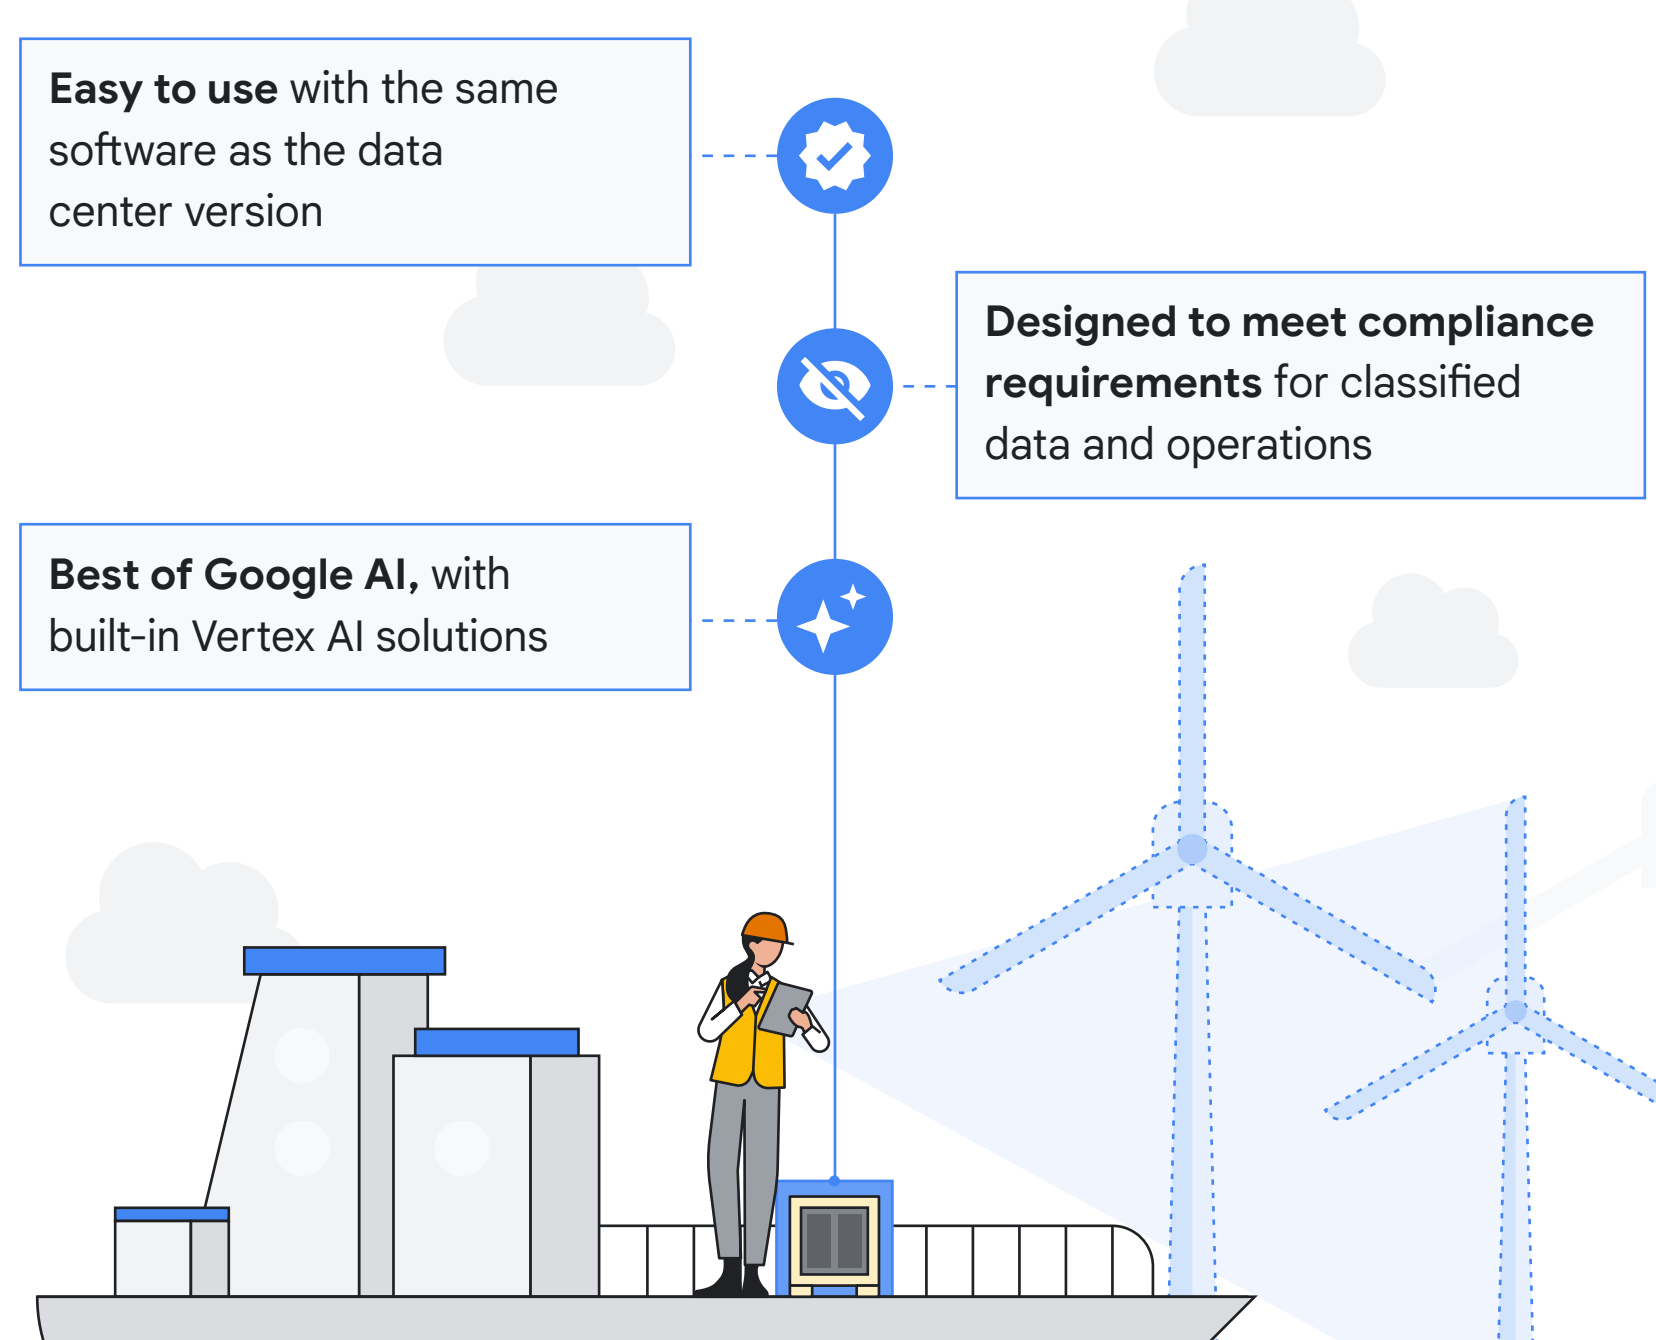 Easy to use with the same
software as the data
center version
Designed to meet compliance
requirements for classified
data and operations
Best of Google AI, with
built-in Vertex AI solutions